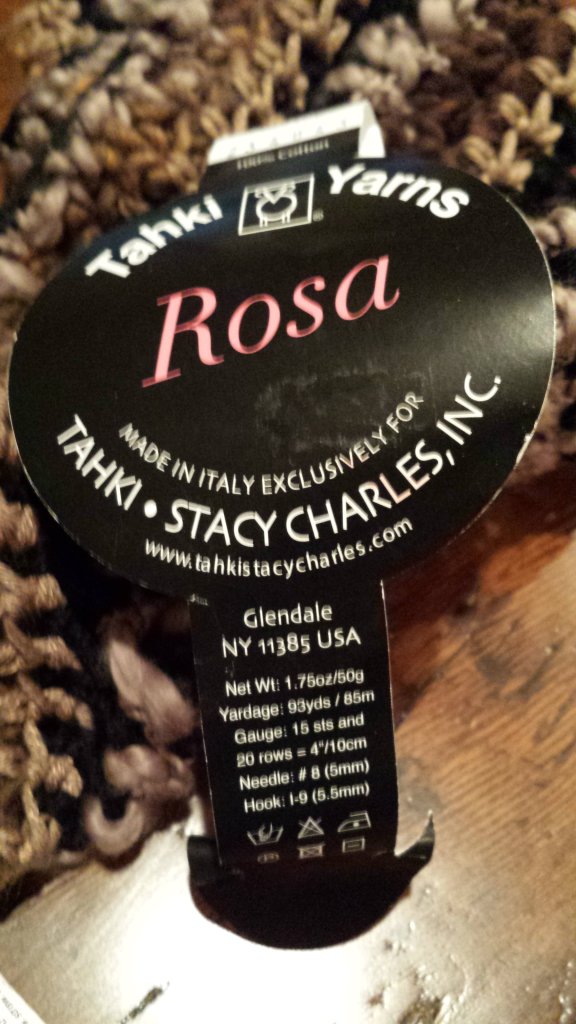 100% Cotton
Tahki Yarns
®
Rosa
MADE IN ITALY EXCLUSIVELY FOR
TAHKI • STACY CHARLES, INC.
www.tahkistacycharles.com
Glendale
NY 11385 USA
Net Wt: 1.75oz/50g
Yardage: 93yds / 85m
Gauge: 15 sts and
20 rows = 4"/10cm
Needle: # 8 (5mm)
Hook: I-9 (5.5mm)